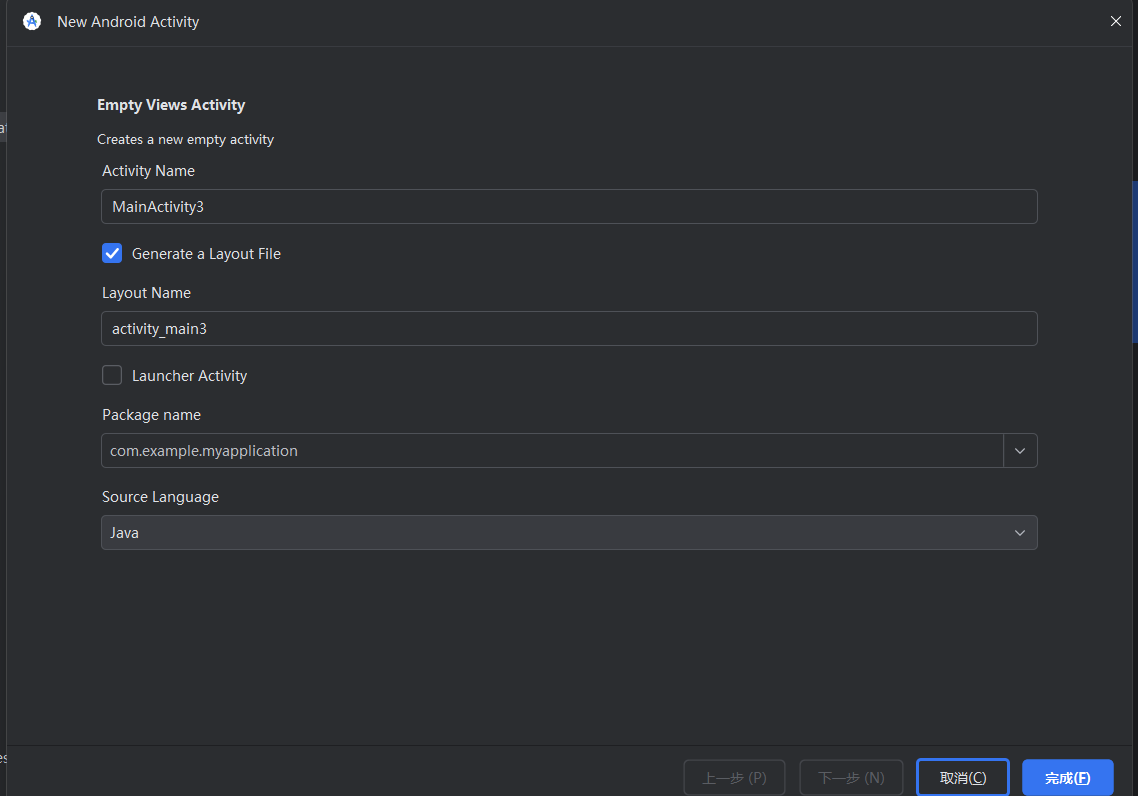 New Android Activity
Empty Views Activity
Creates a new empty activity
Activity Name
MainActivity3
Generate a Layout File
Layout Name
activity_main3
Launcher Activity
Package name
com.example.myapplication
Source Language
Java
上一步 (P) 下一步 (N) 取消(C) 完成(F)